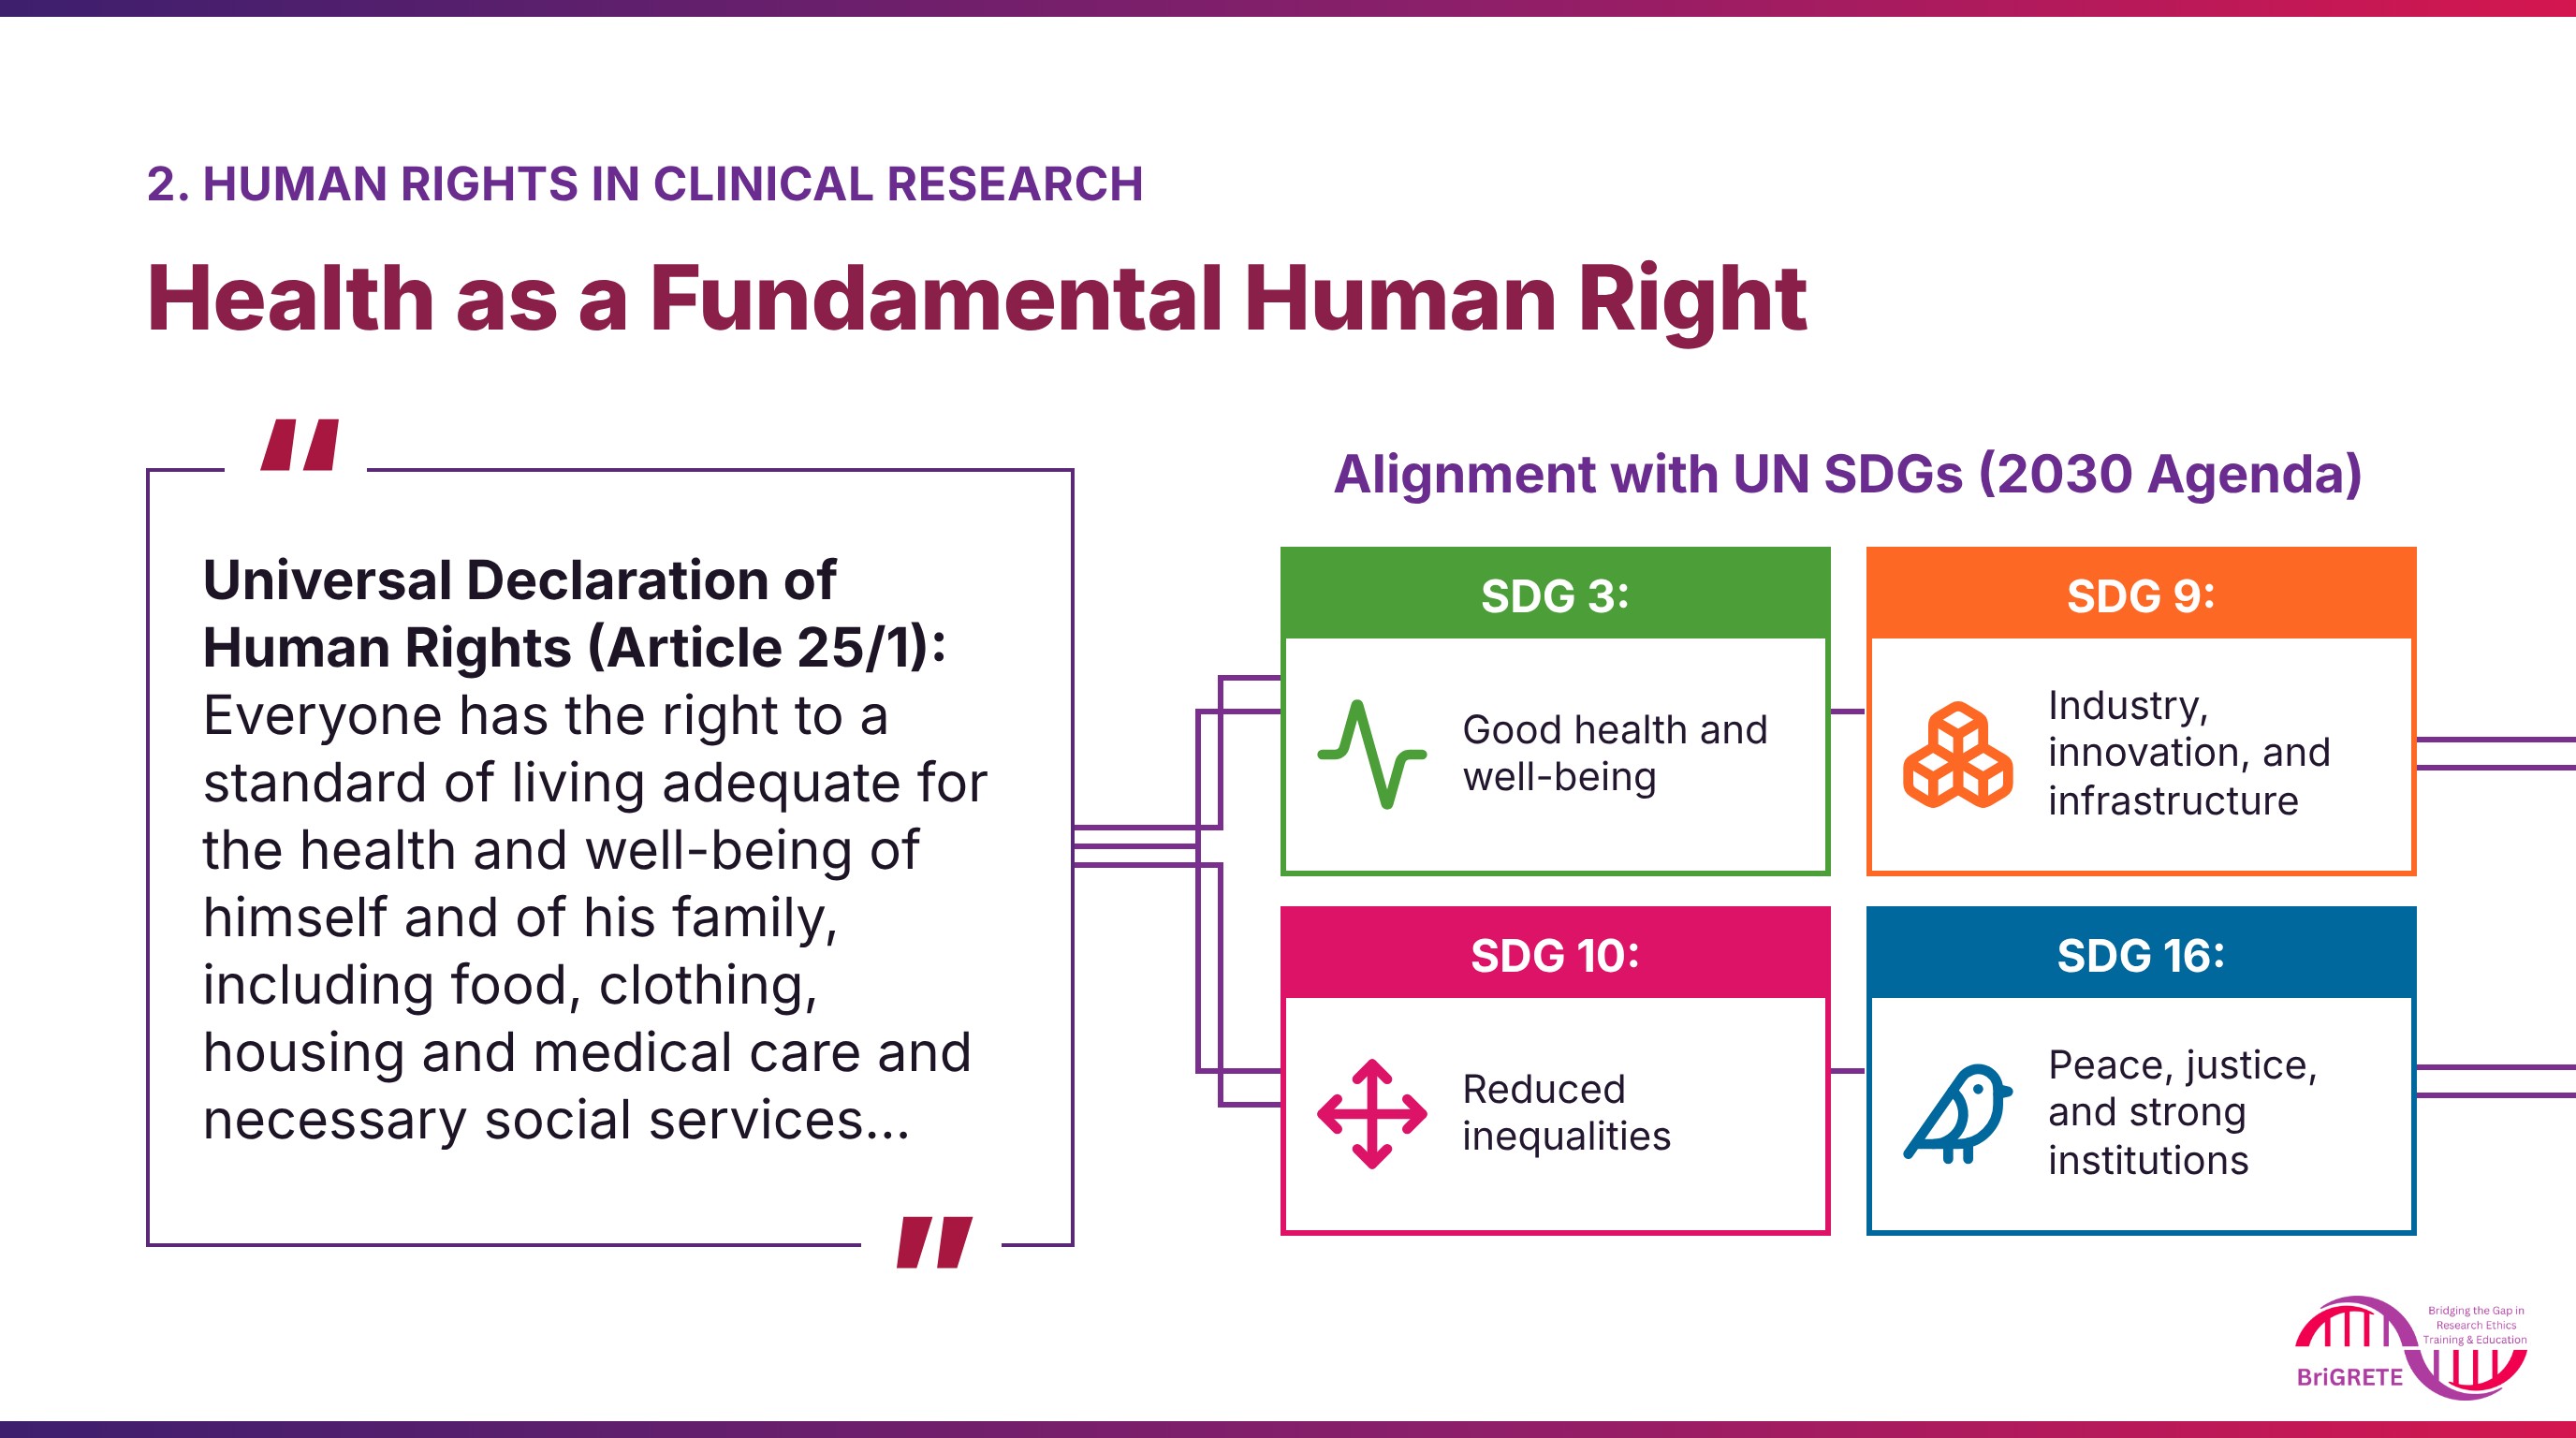 2. HUMAN RIGHTS IN CLINICAL RESEARCH
Health as a Fundamental Human Right
"
Universal Declaration of
Human Rights (Article 25/1):
Everyone has the right to a
standard of living adequate for
the health and well-being of
himself and of his family,
including food, clothing,
housing and medical care and
necessary social services...
"
Alignment with UN SDGs (2030 Agenda)
SDG 3:
Good health and
well-being
SDG 9:
Industry,
innovation, and
infrastructure
SDG 10:
Reduced
inequalities
SDG 16:
Peace, justice,
and strong
institutions
Bridging the Gap in
Research Ethics
Training & Education
BriGRETE